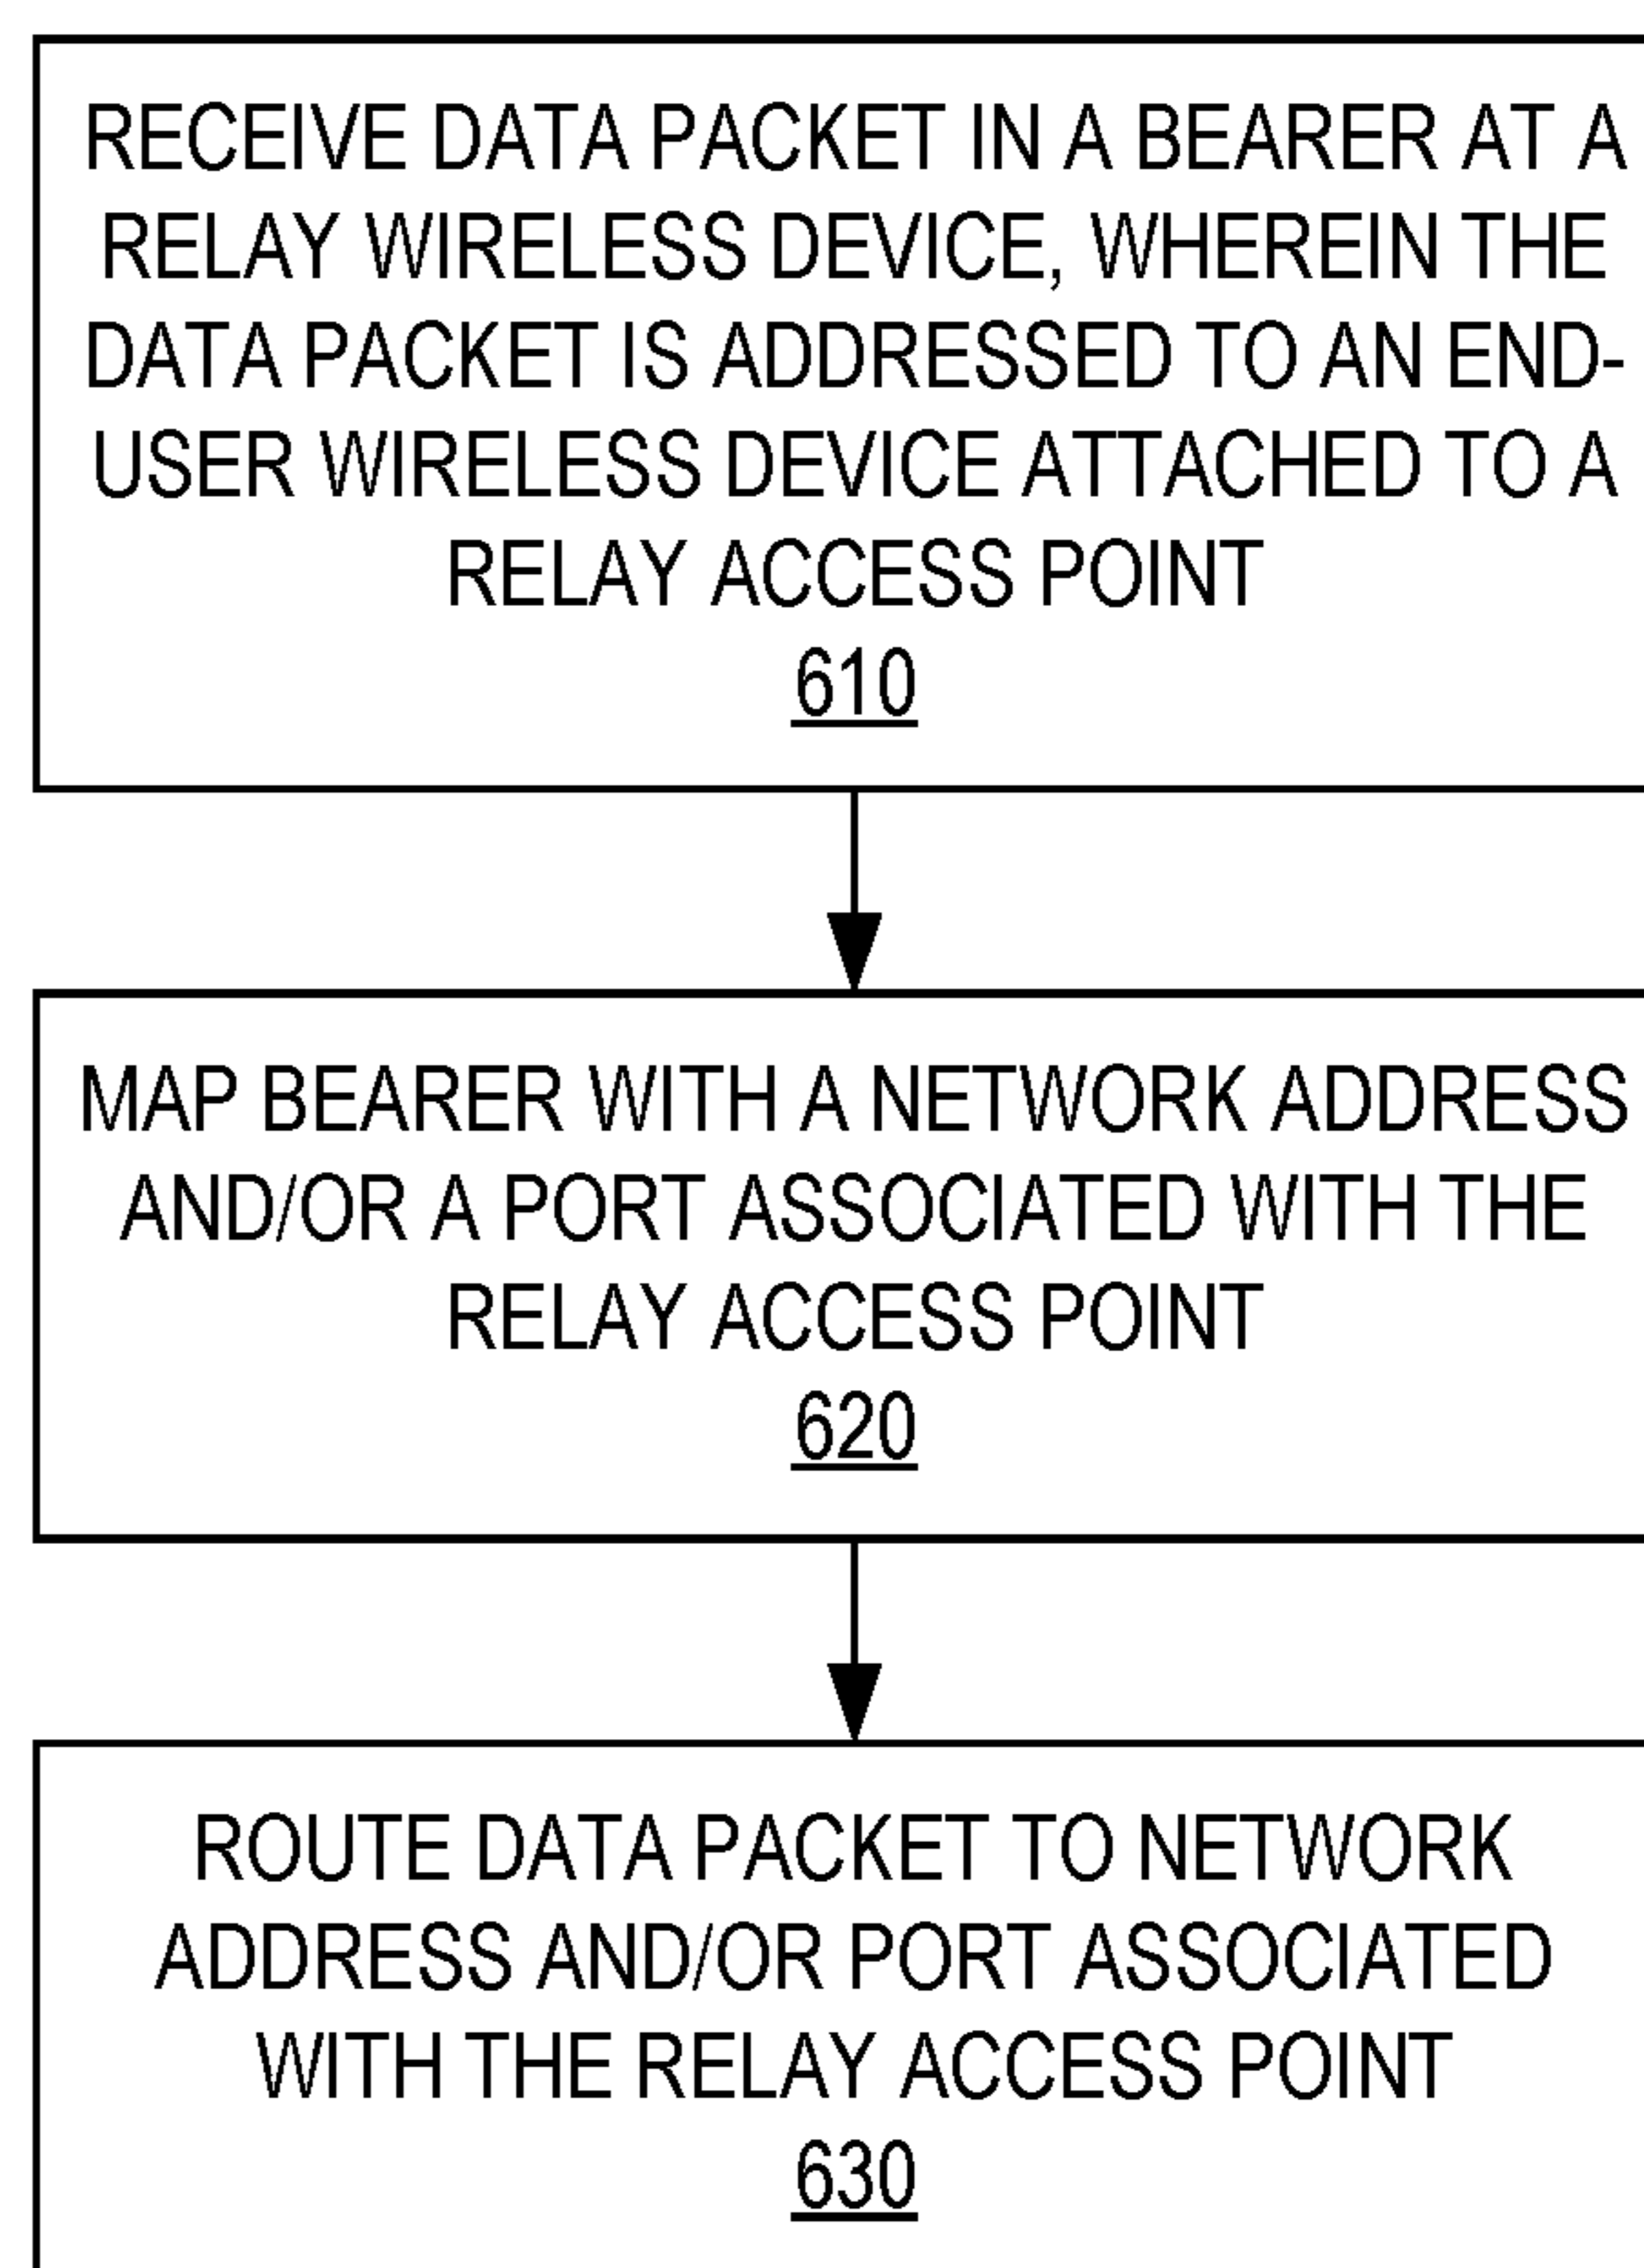 RECEIVE DATA PACKET IN A BEARER AT A
RELAY WIRELESS DEVICE, WHEREIN THE
DATA PACKET IS ADDRESSED TO AN END-
USER WIRELESS DEVICE ATTACHED TO A
RELAY ACCESS POINT
610
MAP BEARER WITH A NETWORK ADDRESS
AND/OR A PORT ASSOCIATED WITH THE
RELAY ACCESS POINT
620
ROUTE DATA PACKET TO NETWORK
ADDRESS AND/OR PORT ASSOCIATED
WITH THE RELAY ACCESS POINT
630